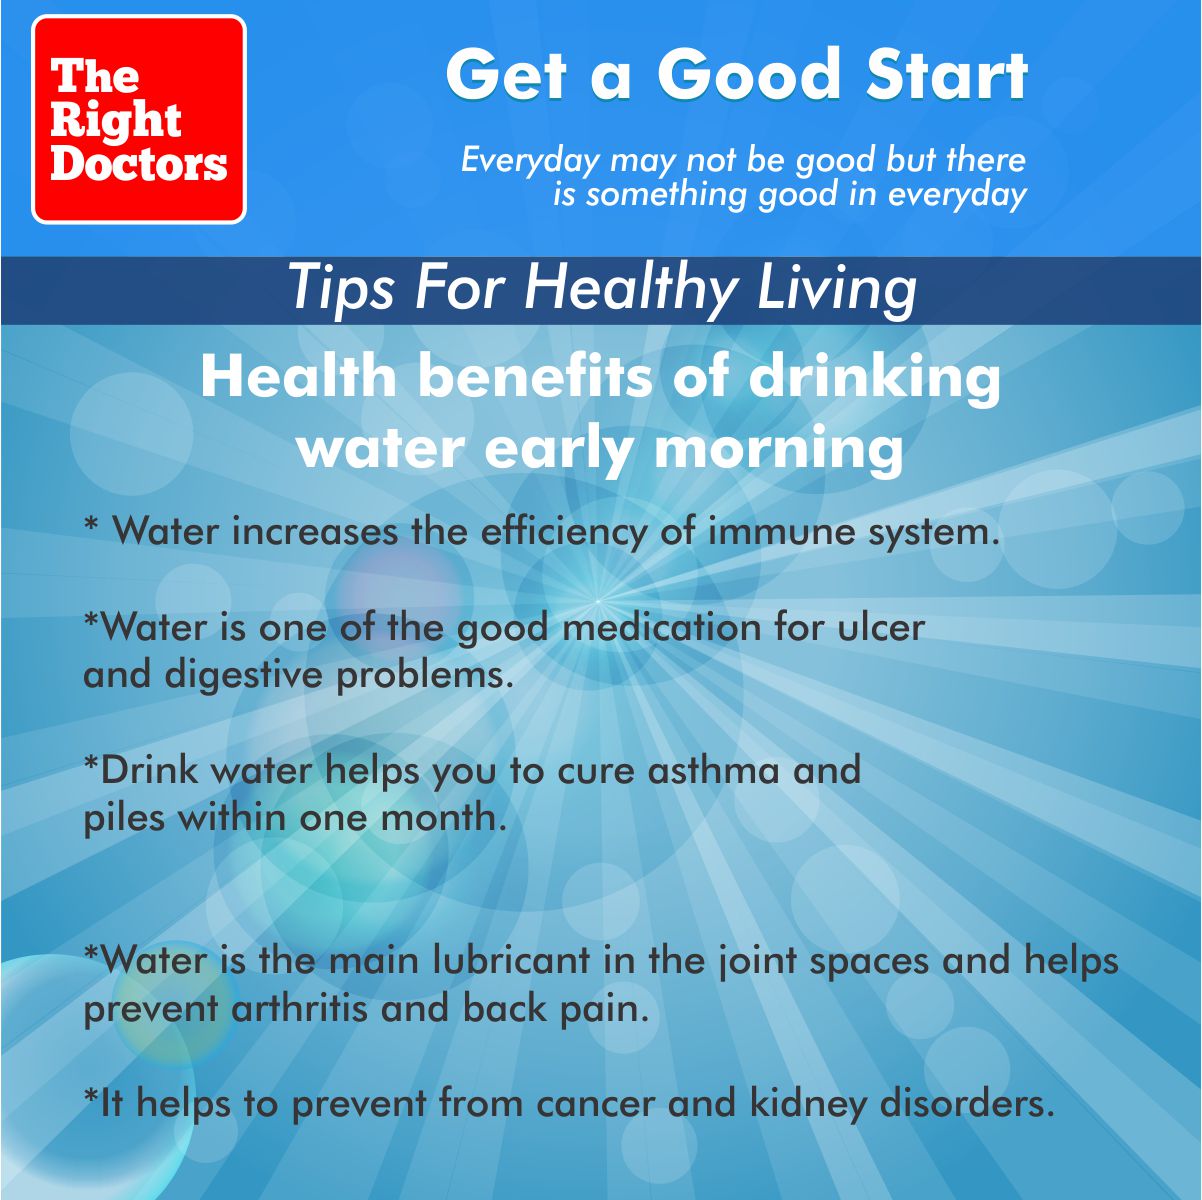 The
Right
Doctors
Get a Good Start
Everyday may not be good but there
is something good in everyday
Tips For Healthy Living
Health benefits of drinking
water early morning
* Water increases the efficiency of immune system.
*Water is one of the good medication for ulcer
and digestive problems.
*Drink water helps you to cure asthma and
piles within one month.
*Water is the main lubricant in the joint spaces and helps
prevent arthritis and back pain.
*It helps to prevent from cancer and kidney disorders.